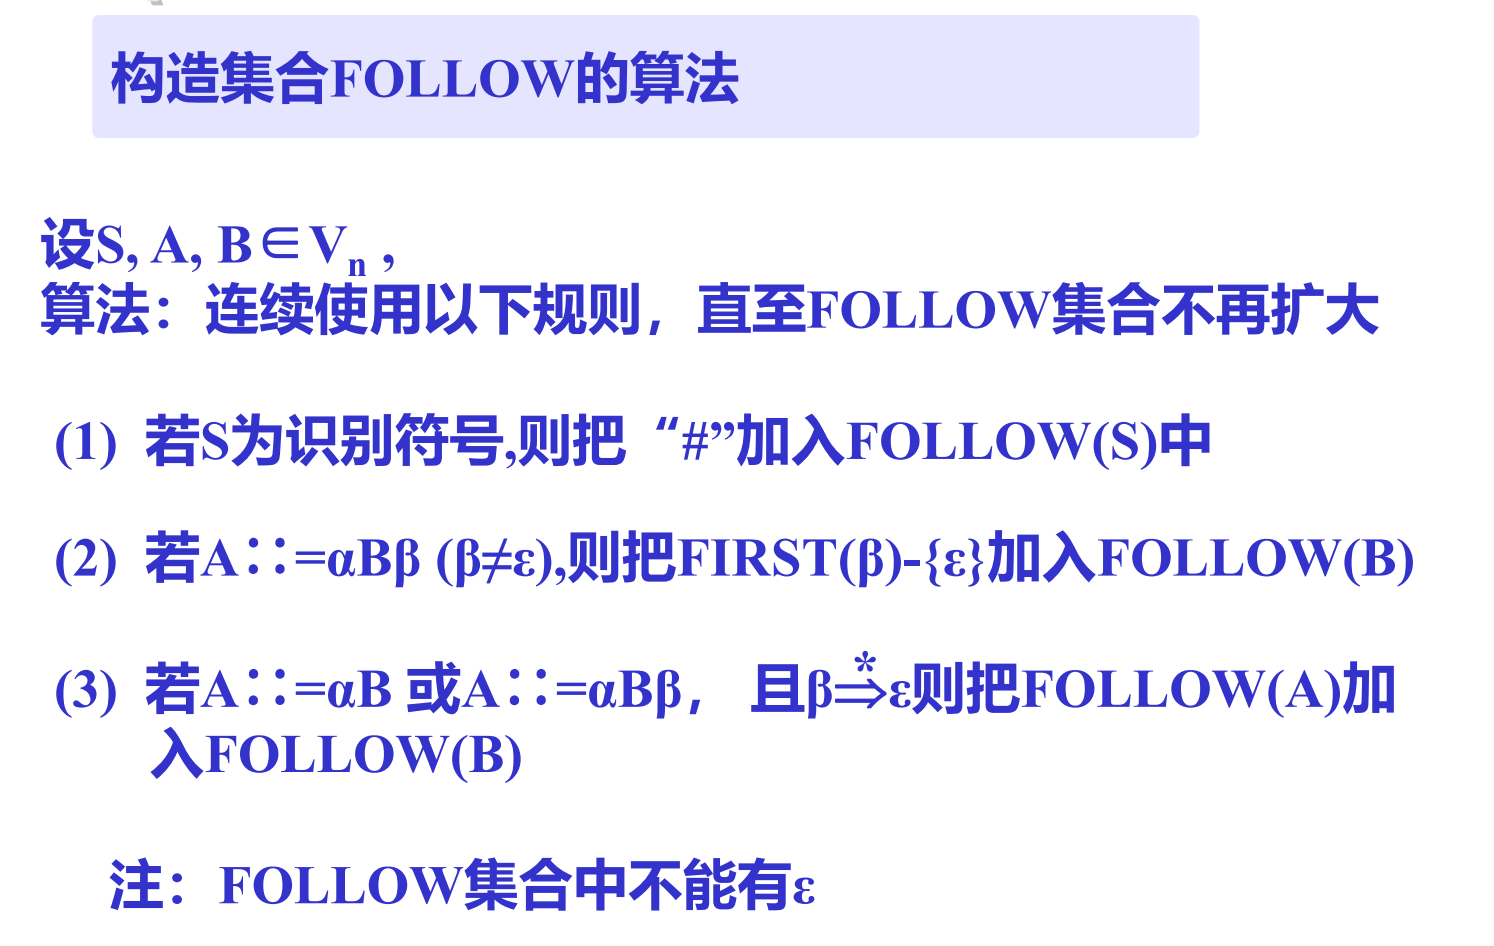 构造集合FOLLOW的算法
设S, A, B∈Vn ,
算法：连续使用以下规则，直至FOLLOW集合不再扩大
(1) 若S为识别符号,则把“#”加入FOLLOW(S)中
(2) 若A∷=αBβ (β≠ε),则把FIRST(β)-{ε}加入FOLLOW(B)
(3) 若A∷=αB 或A∷=αBβ， 且β⇒*ε则把FOLLOW(A)加
入FOLLOW(B)
注：FOLLOW集合中不能有ε